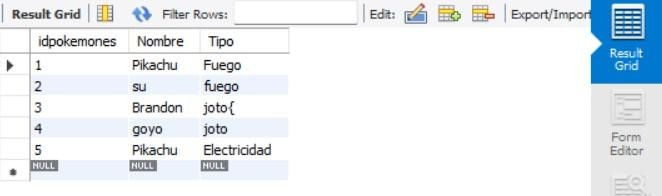 Result Grid Filter Rows: Edit: Export/Import
idpokemones Nombre Tipo
1 Pikachu Fuego
2 su fuego
3 Brandon joto{
4 goyo joto
5 Pikachu Electricidad
NULL NULL NULL
Result
Grid
Form
Editor